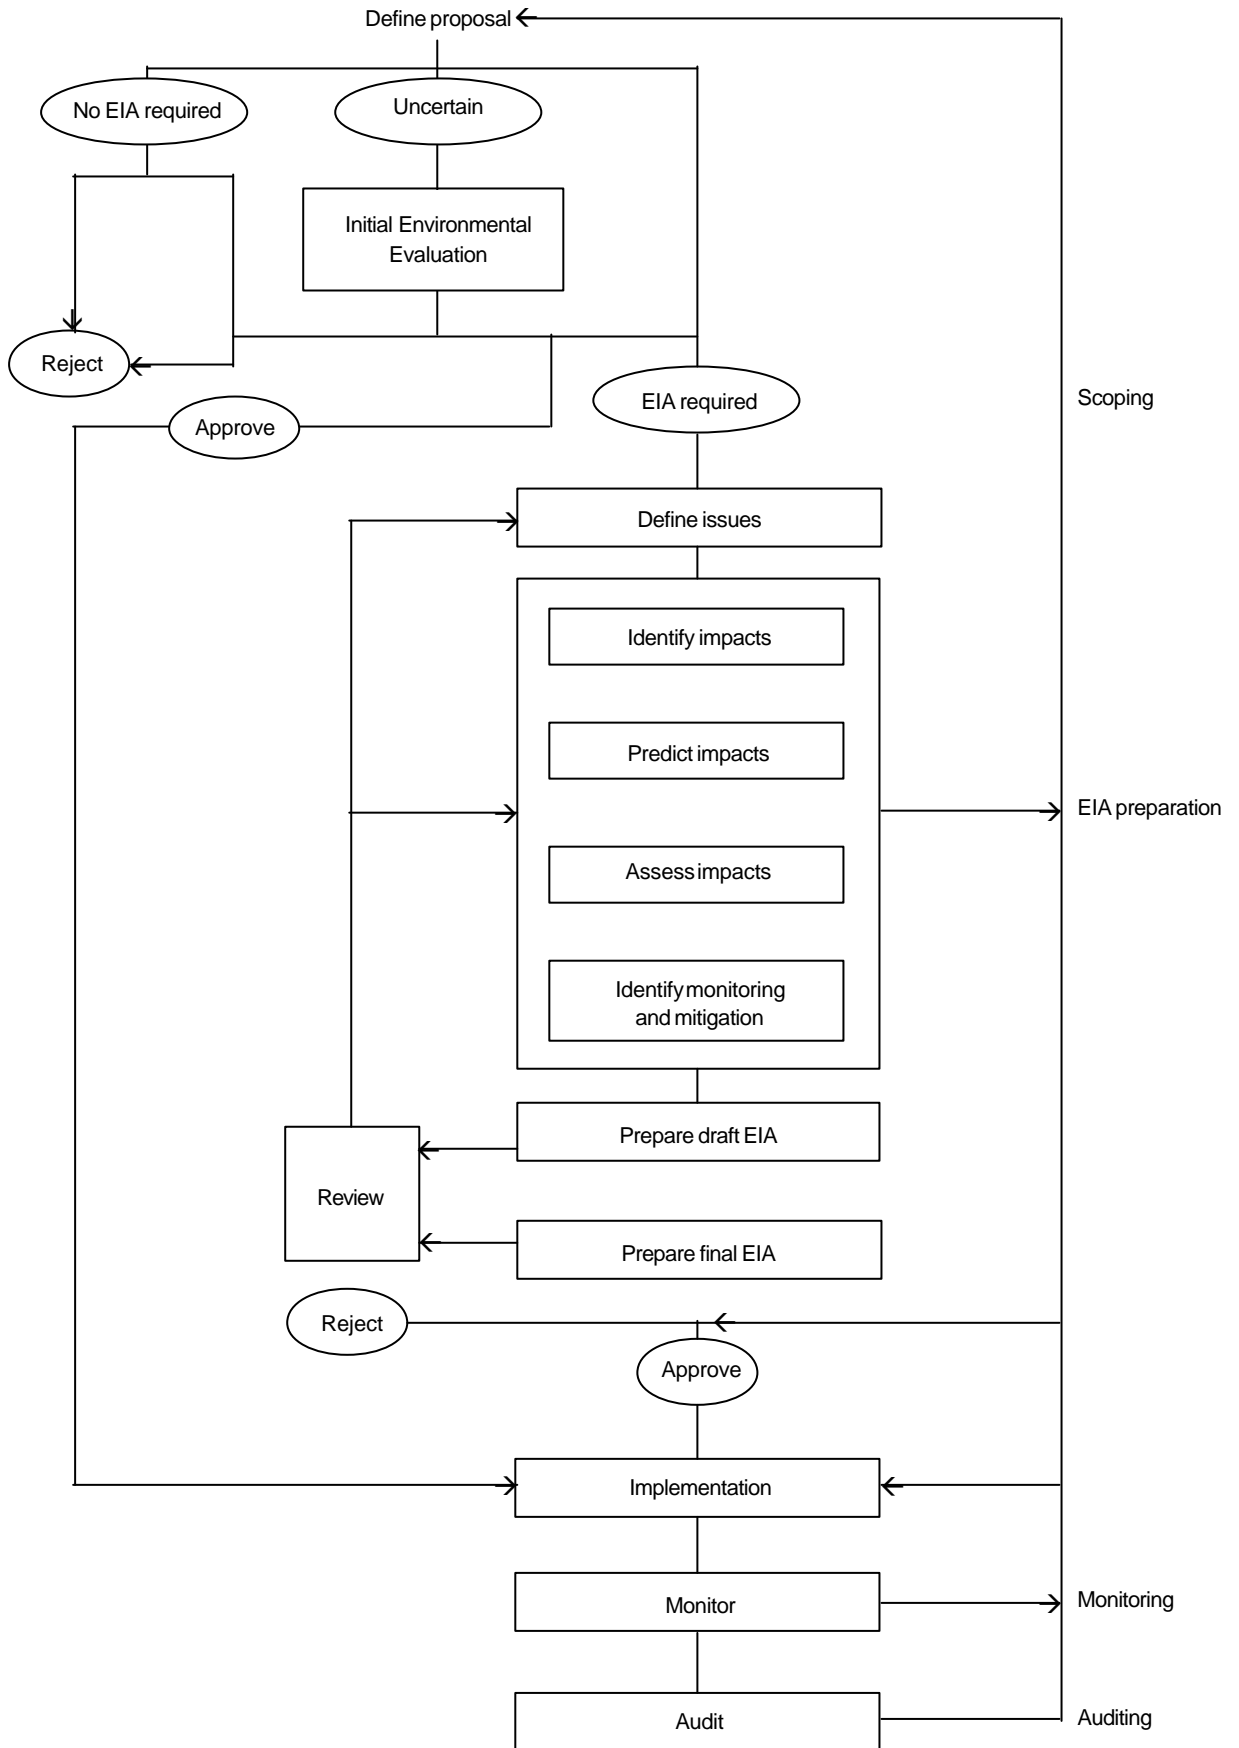 Define proposal
No EIA required
Uncertain
Initial Environmental
Evaluation
Reject
EIA required
Scoping
Approve
Define issues
Identify impacts
Predict impacts
EIA preparation
Assess impacts
Identify monitoring
and mitigation
Prepare draft EIA
Review
Prepare final EIA
Reject
Approve
Implementation
Monitor
Monitoring
Audit
Auditing